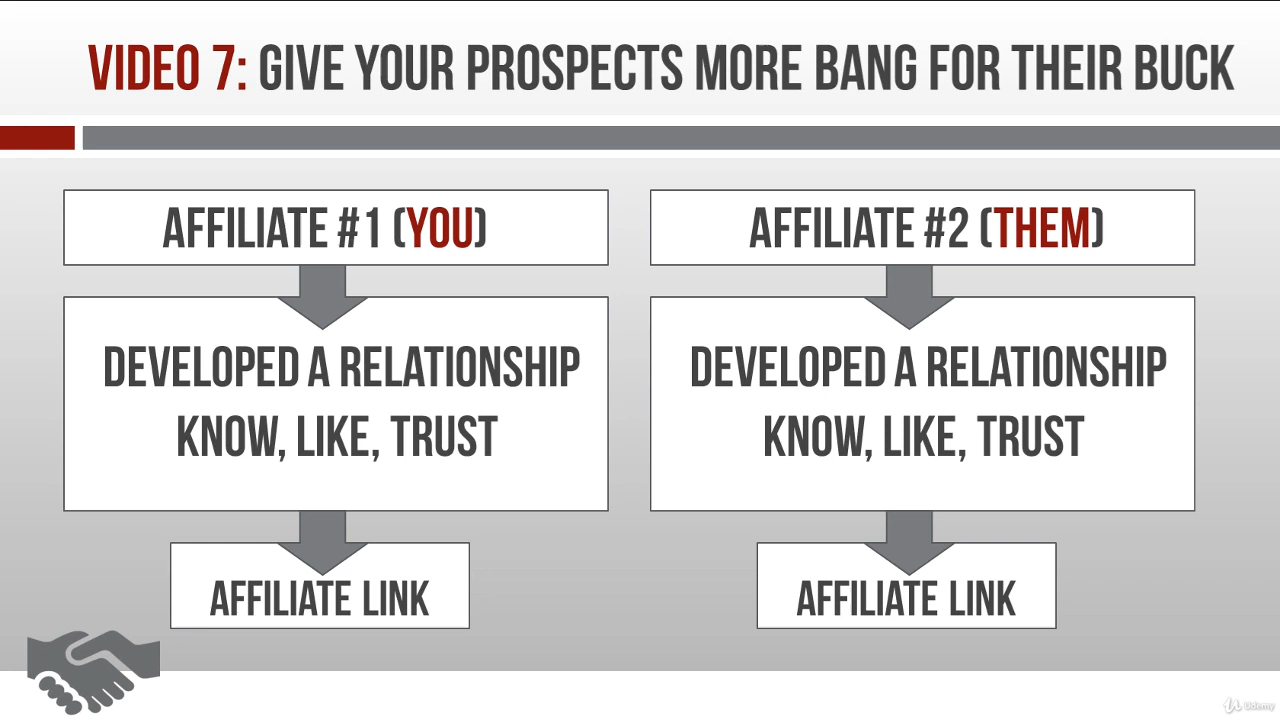 VIDEO 7: GIVE YOUR PROSPECTS MORE BANG FOR THEIR BUCK
AFFILIATE #1 (YOU)
DEVELOPED A RELATIONSHIP
KNOW, LIKE, TRUST
AFFILIATE LINK
AFFILIATE #2 (THEM)
DEVELOPED A RELATIONSHIP
KNOW, LIKE, TRUST
AFFILIATE LINK
Udemy